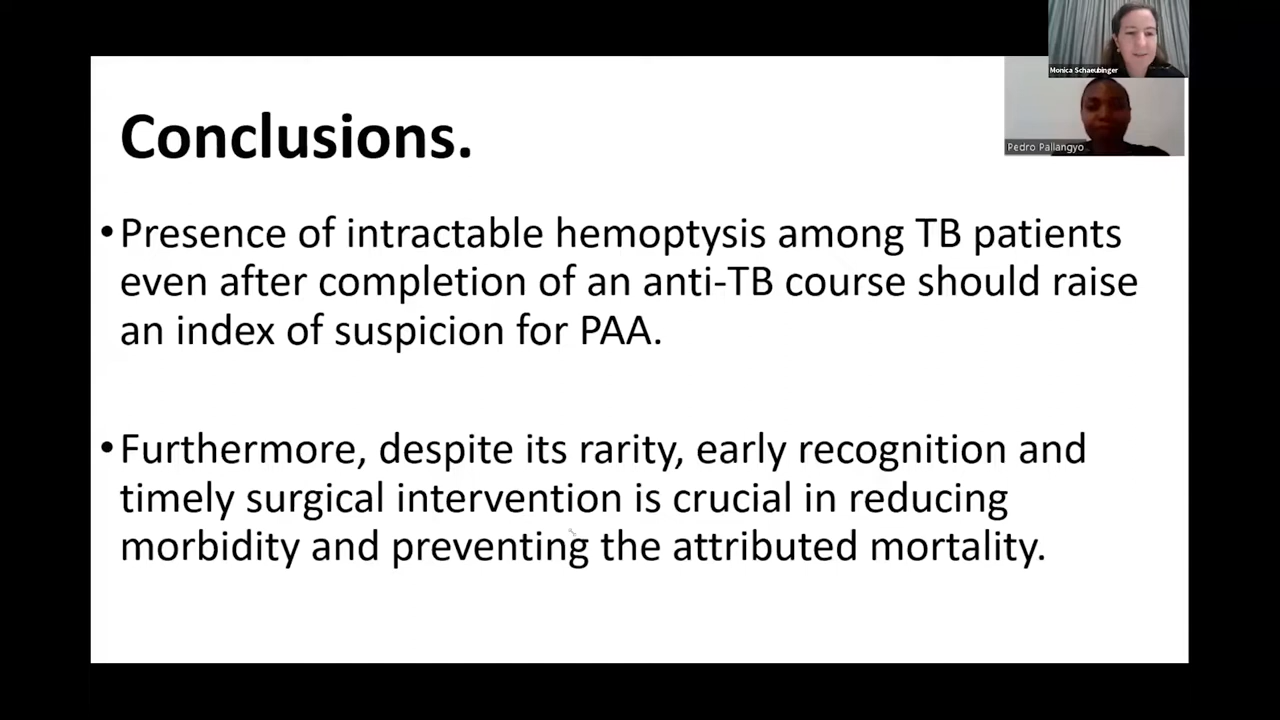 Monica Schaeubinger
Pedro Pallangyo
Conclusions.
• Presence of intractable hemoptysis among TB patients
even after completion of an anti-TB course should raise
an index of suspicion for PAA.
• Furthermore, despite its rarity, early recognition and
timely surgical intervention is crucial in reducing
morbidity and preventing the attributed mortality.